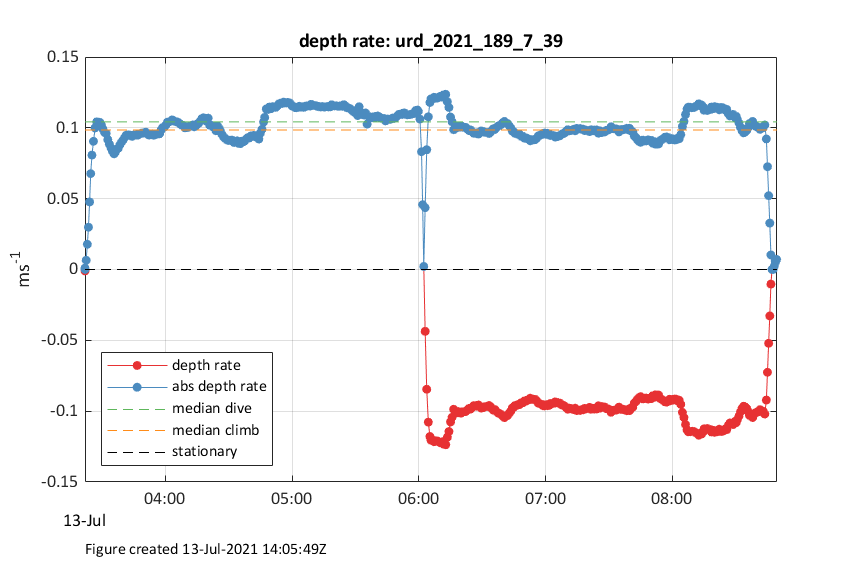 depth rate: urd_2021_189_7_39
0.15
0.1
0.05
0
-0.05
-0.1
-0.15
ms⁻¹
depth rate
abs depth rate
median dive
median climb
stationary
04:00 05:00 06:00 07:00 08:00
13-Jul
Figure created 13-Jul-2021 14:05:49Z